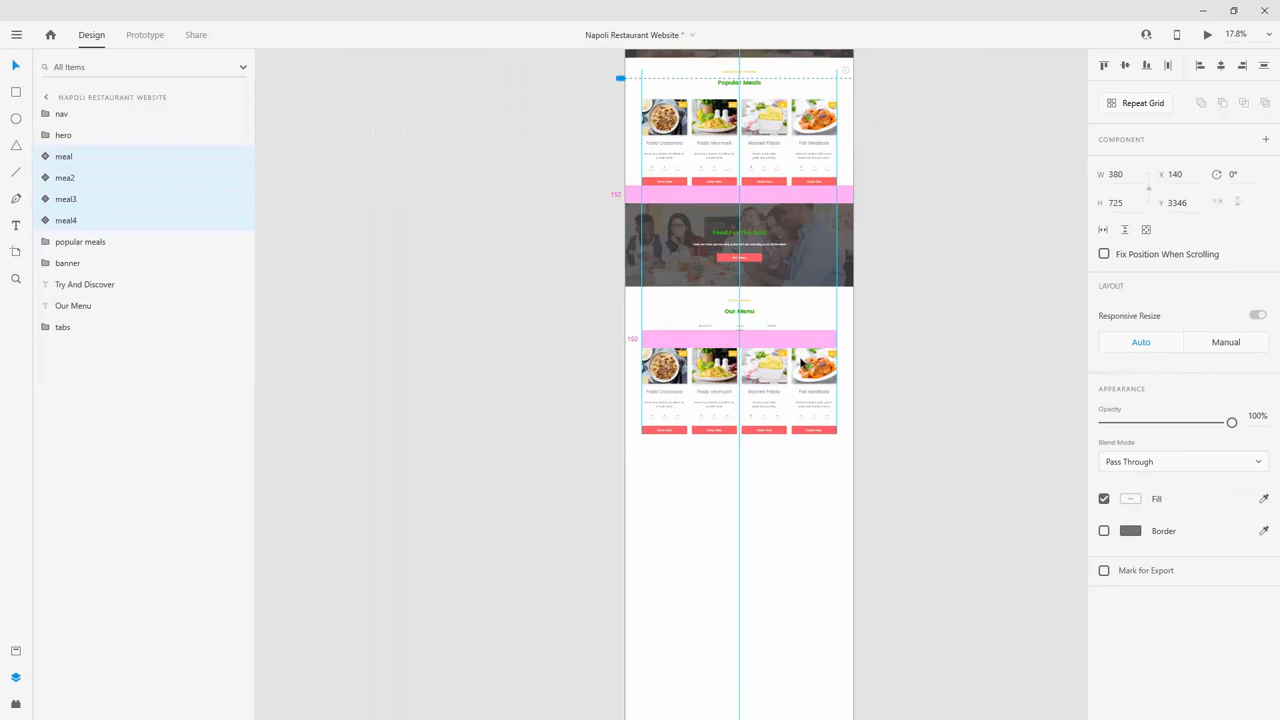 Design
Prototype
Share
Napoli Restaurant Website *
17.8%
All Items
NAPOLI RESTAURANT WEBSITE
nav
hero
meal
meal3
meal4
popular meals
Try And Discover
T Our Menu
tabs
Popular Meals
Pasta Carbonara
Pasta Vermicelli
Mashed Potato
Fish Meatballs
150
Food For The Soul
Our Menu
150
Pasta Carbonara
Pasta Vermicelli
Mashed Potato
Fish Meatballs
Repeat Grid
COMPONENT
W 380
X
0°
H 725
Y 3346
Fix Position When Scrolling
LAYOUT
Responsive Resize
Auto
Manual
APPEARANCE
Opacity
100%
Blend Mode
Pass Through
Fill
Border
Mark for Export